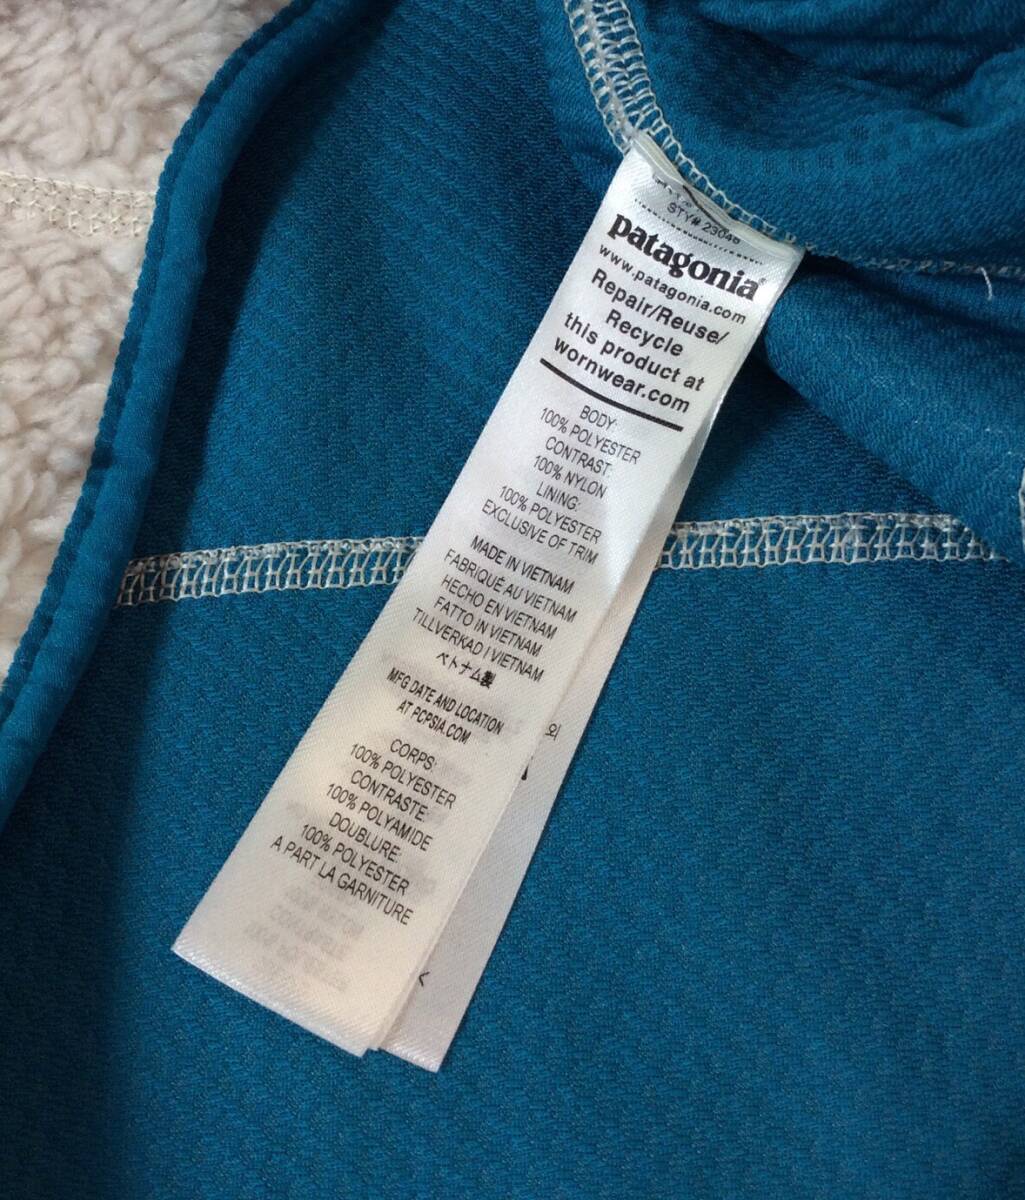 STY# 23048
patagonia®
www.patagonia.com
Repair/Reuse/
Recycle
this product at
wornwear.com
BODY:
100% POLYESTER
CONTRAST:
100% NYLON
LINING:
100% POLYESTER
EXCLUSIVE OF TRIM
MADE IN VIETNAM
FABRIQUÉ AU VIETNAM
HECHO EN VIETNAM
FATTO IN VIETNAM
TILLVERKAD I VIETNAM
ベトナム製
MFG DATE AND LOCATION
AT PCPSIA.COM
CORPS:
100% POLYESTER
CONTRASTE:
100% POLYAMIDE
DOUBLURE:
100% POLYESTER
A PART LA GARNITURE
외